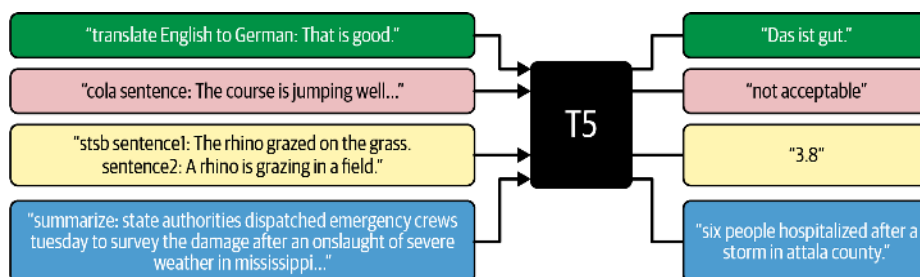 "translate English to German: That is good."
"Das ist gut."
"cola sentence: The course is jumping well..."
"not acceptable"
T5
"stsb sentence1: The rhino grazed on the grass.
sentence2: A rhino is grazing in a field."
"3.8"
"summarize: state authorities dispatched emergency crews
tuesday to survey the damage after an onslaught of severe
weather in mississippi..."
"six people hospitalized after a
storm in attala county."